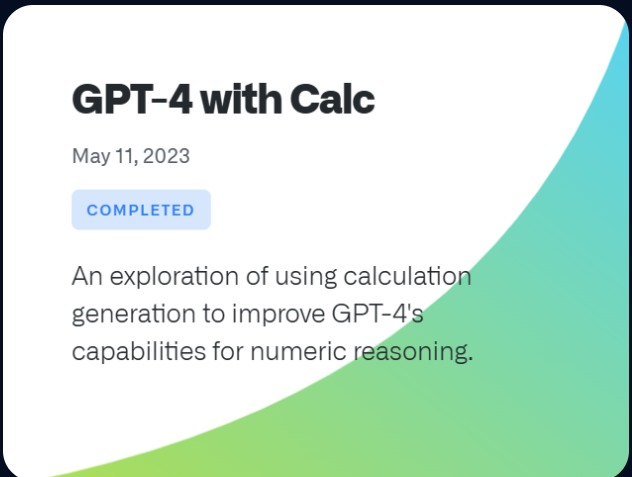 GPT-4 with Calc
May 11, 2023
COMPLETED
An exploration of using calculation
generation to improve GPT-4's
capabilities for numeric reasoning.